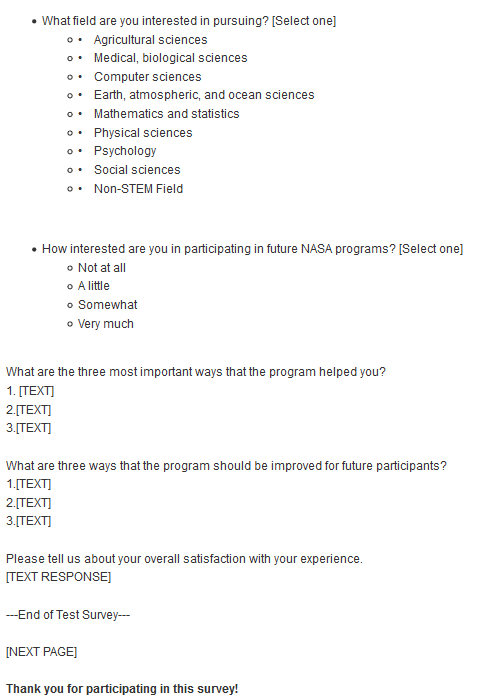 • What field are you interested in pursuing? [Select one]
• Agricultural sciences
• Medical, biological sciences
• Computer sciences
• Earth, atmospheric, and ocean sciences
• Mathematics and statistics
• Physical sciences
• Psychology
• Social sciences
• Non-STEM Field
• How interested are you in participating in future NASA programs? [Select one]
Not at all
A little
Somewhat
Very much
What are the three most important ways that the program helped you?
1. [TEXT]
2.[TEXT]
3.[TEXT]
What are three ways that the program should be improved for future participants?
1.[TEXT]
2.[TEXT]
3.[TEXT]
Please tell us about your overall satisfaction with your experience.
[TEXT RESPONSE]
---End of Test Survey---
[NEXT PAGE]
Thank you for participating in this survey!